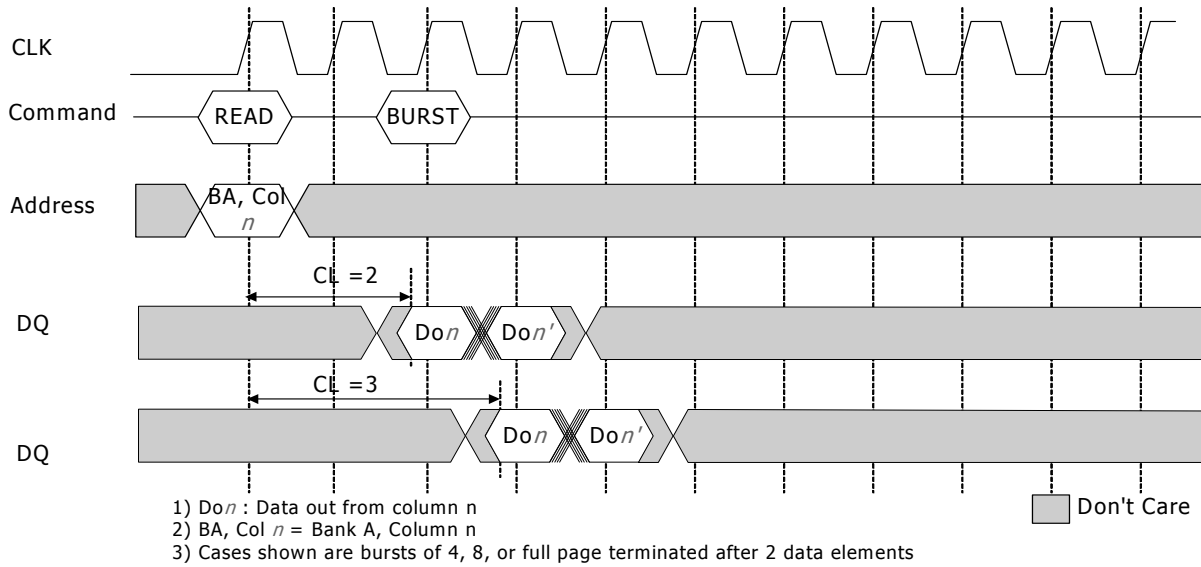 CLK
Command
READ
BURST
Address
BA, Col
n
CL =2
DQ
Don
Don'
CL =3
DQ
Don
Don'
1) Don : Data out from column n
2) BA, Col n = Bank A, Column n
3) Cases shown are bursts of 4, 8, or full page terminated after 2 data elements
Don't Care